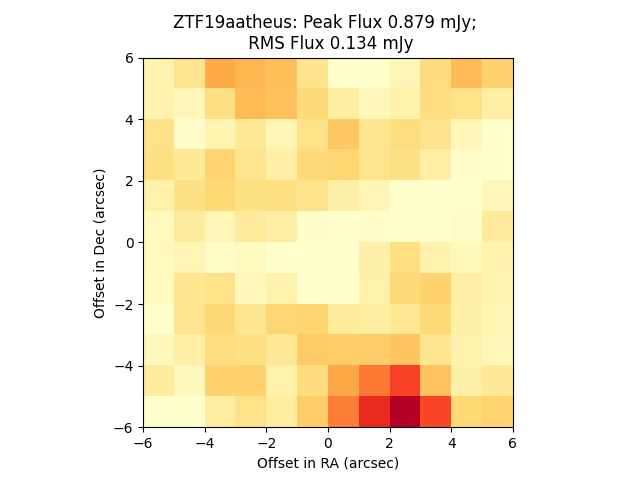 ZTF19aatheus: Peak Flux 0.879 mJy;
RMS Flux 0.134 mJy
6
4
2
0
−2
−4
−6
Offset in Dec (arcsec)
−6 −4 −2 0 2 4 6
Offset in RA (arcsec)